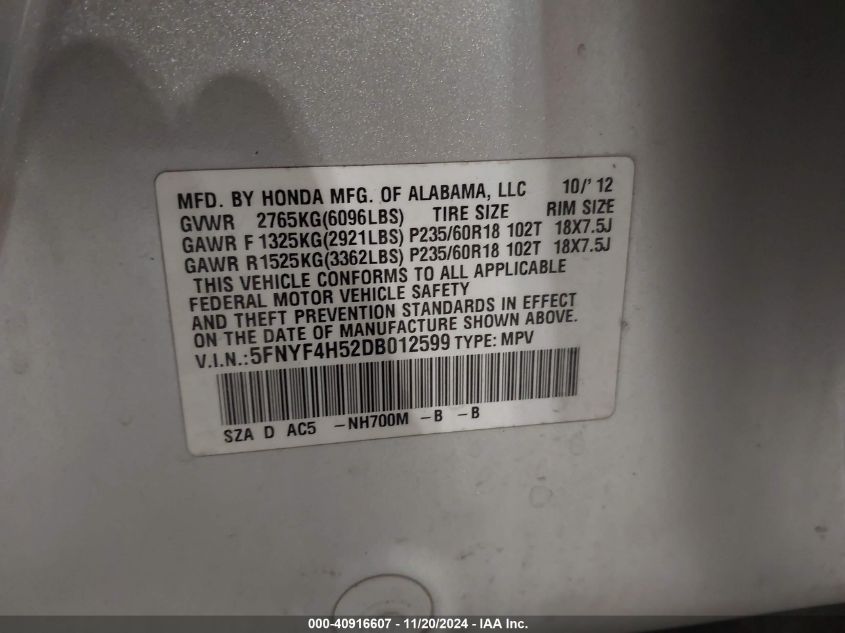 MFD. BY HONDA MFG. OF ALABAMA, LLC 10/'12
GVWR 2765KG(6096LBS) TIRE SIZE RIM SIZE
GAWR F 1325KG(2921LBS) P235/60R18 102T 18X7.5J
GAWR R1525KG(3362LBS) P235/60R18 102T 18X7.5J
THIS VEHICLE CONFORMS TO ALL APPLICABLE
FEDERAL MOTOR VEHICLE SAFETY
AND THEFT PREVENTION STANDARDS IN EFFECT
ON THE DATE OF MANUFACTURE SHOWN ABOVE.
V.I.N.:5FNYF4H52DB012599 TYPE: MPV
SZA D AC5 -NH700M -B -B
000-40916607 - 11/20/2024 - IAA Inc.